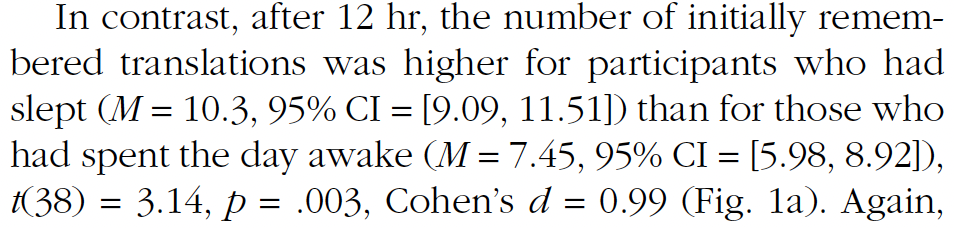 In contrast, after 12 hr, the number of initially remem-
bered translations was higher for participants who had
slept (M = 10.3, 95% CI = [9.09, 11.51]) than for those who
had spent the day awake (M = 7.45, 95% CI = [5.98, 8.92]),
t(38) = 3.14, p = .003, Cohen’s d = 0.99 (Fig. 1a). Again,